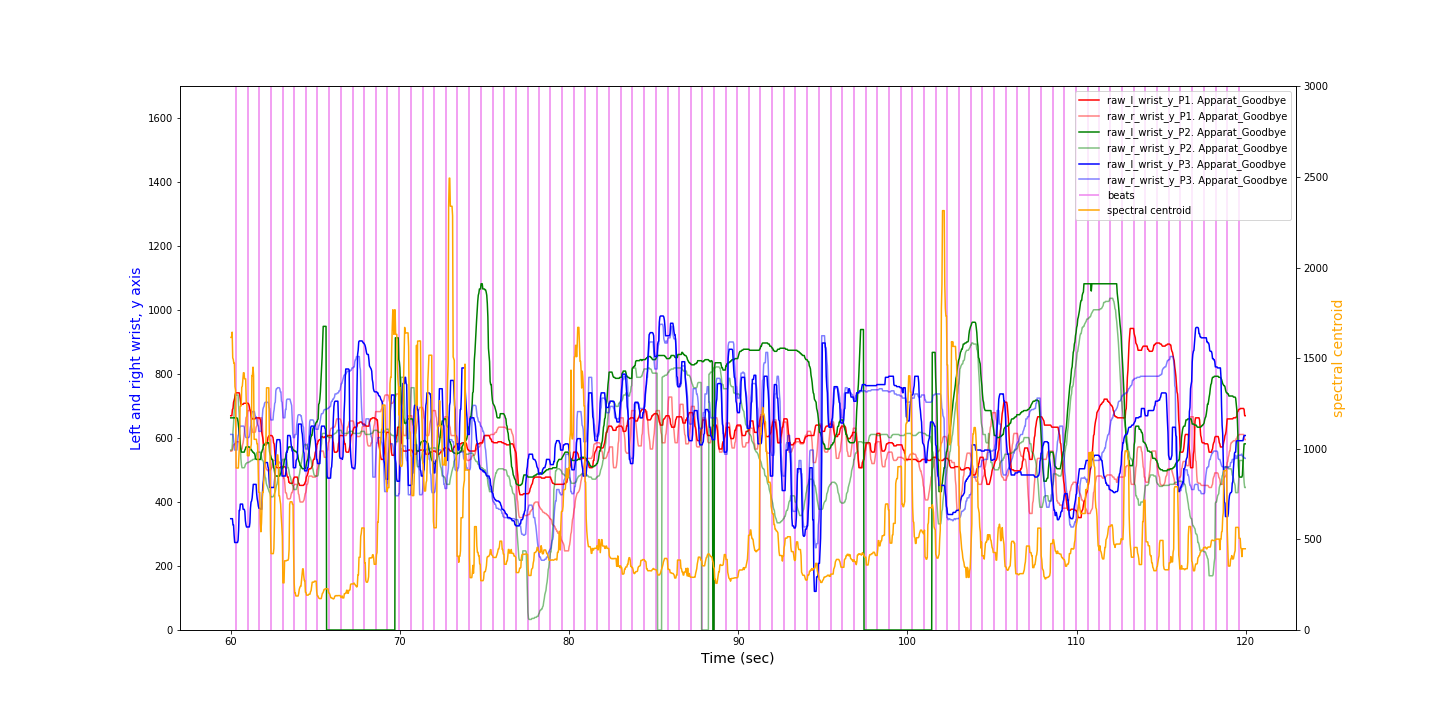 Left and right wrist, y axis
1600
1400
1200
1000
800
600
400
200
0
3000
2500
2000
1500
1000
500
0
spectral centroid
raw_l_wrist_y_P1. Apparat_Goodbye
raw_r_wrist_y_P1. Apparat_Goodbye
raw_l_wrist_y_P2. Apparat_Goodbye
raw_r_wrist_y_P2. Apparat_Goodbye
raw_l_wrist_y_P3. Apparat_Goodbye
raw_r_wrist_y_P3. Apparat_Goodbye
beats
spectral centroid
60 70 80 90 100 110 120
Time (sec)